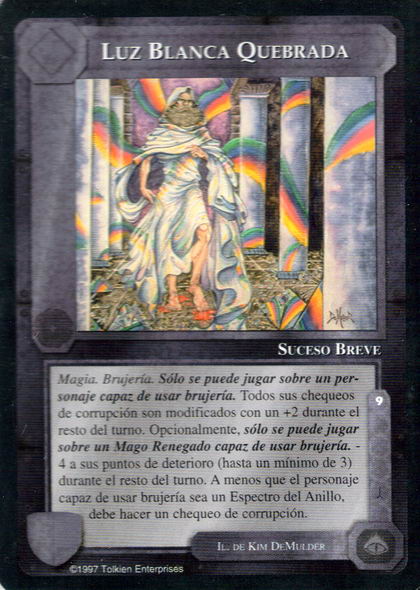 Luz Blanca Quebrada
Suceso Breve
Magia. Brujería. Sólo se puede jugar sobre un per-
sonaje capaz de usar brujería. Todos sus chequeos
de corrupción son modificados con un +2 durante el
resto del turno. Opcionalmente, sólo se puede jugar
sobre un Mago Renegado capaz de usar brujería. -
4 a sus puntos de deterioro (hasta un mínimo de 3)
durante el resto del turno. A menos que el personaje
capaz de usar brujería sea un Espectro del Anillo,
debe hacer un chequeo de corrupción.
9
Il. de Kim DeMulder
©1997 Tolkien Enterprises